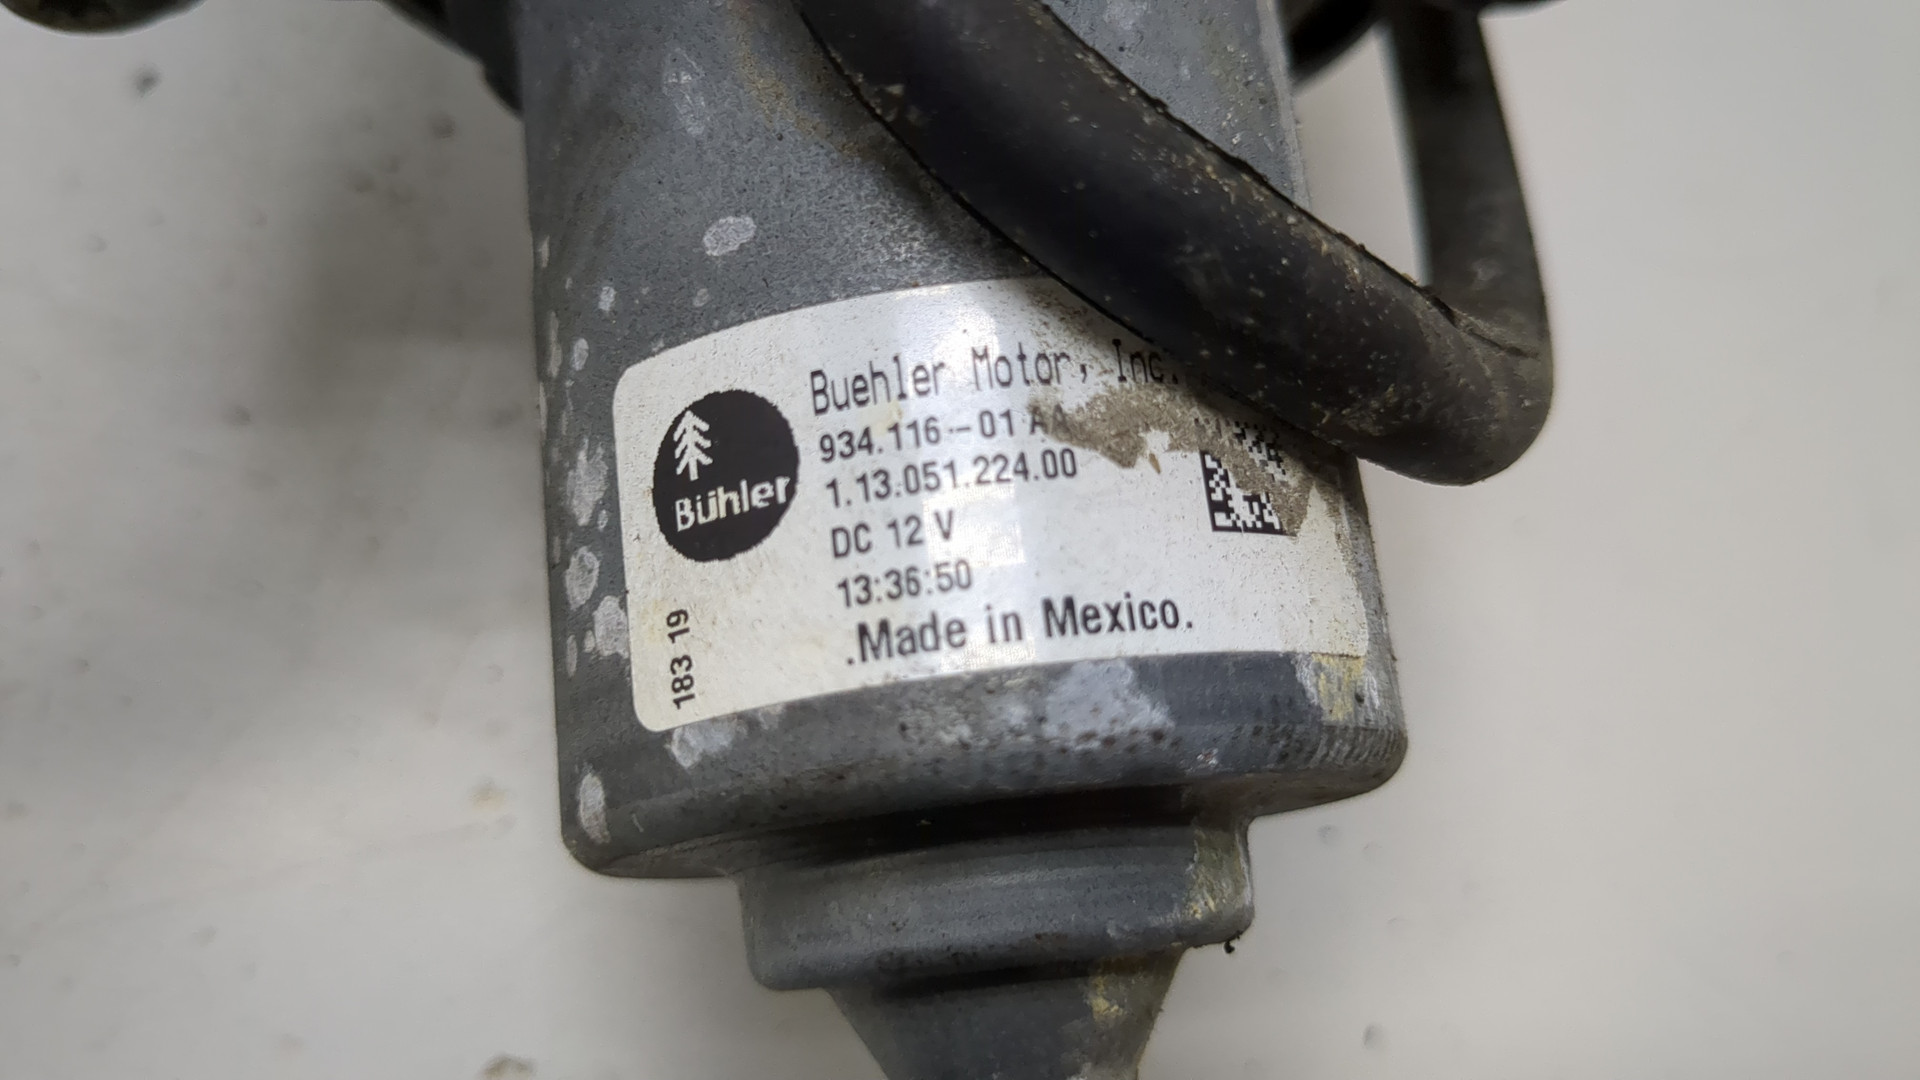 Buehler Motor, Inc.
934.116-01 AA
1.13.051.224.00
DC 12 V
13:36:50
.Made in Mexico.
Bühler
183 19